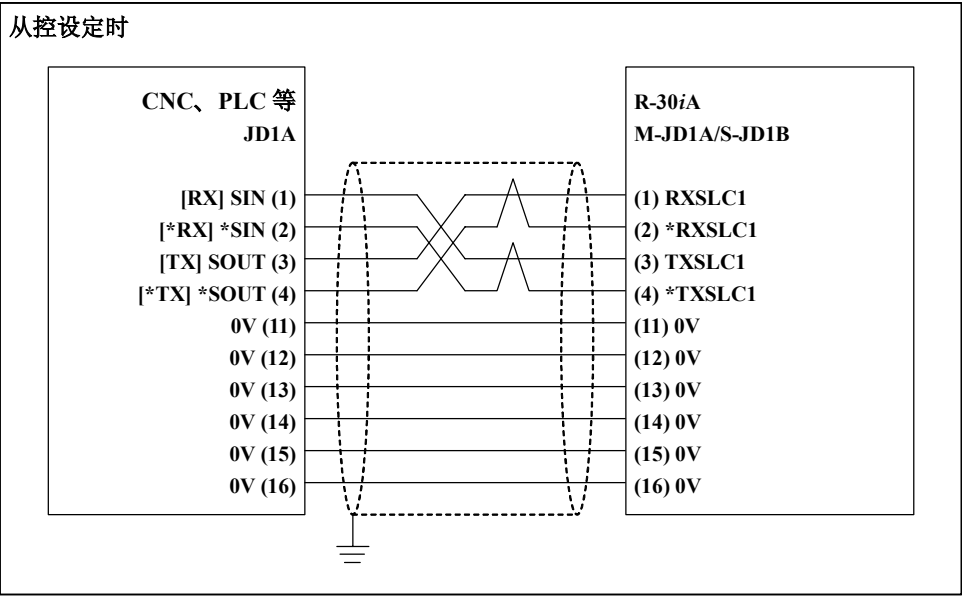 从控设定时
CNC、PLC 等
JD1A
[RX] SIN (1)
[*RX] *SIN (2)
[TX] SOUT (3)
[*TX] *SOUT (4)
0V (11)
0V (12)
0V (13)
0V (14)
0V (15)
0V (16)
R-30iA
M-JD1A/S-JD1B
(1) RXSLC1
(2) *RXSLC1
(3) TXSLC1
(4) *TXSLC1
(11) 0V
(12) 0V
(13) 0V
(14) 0V
(15) 0V
(16) 0V